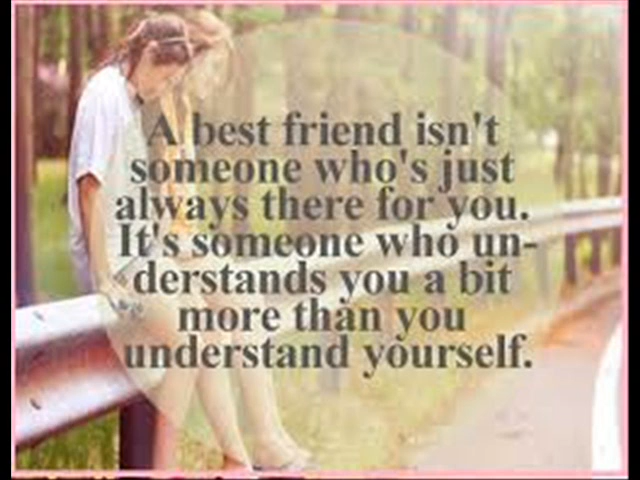 A best friend isn't
someone who's just
always there for you.
It's someone who un-
derstands you a bit
more than you
understand yourself.